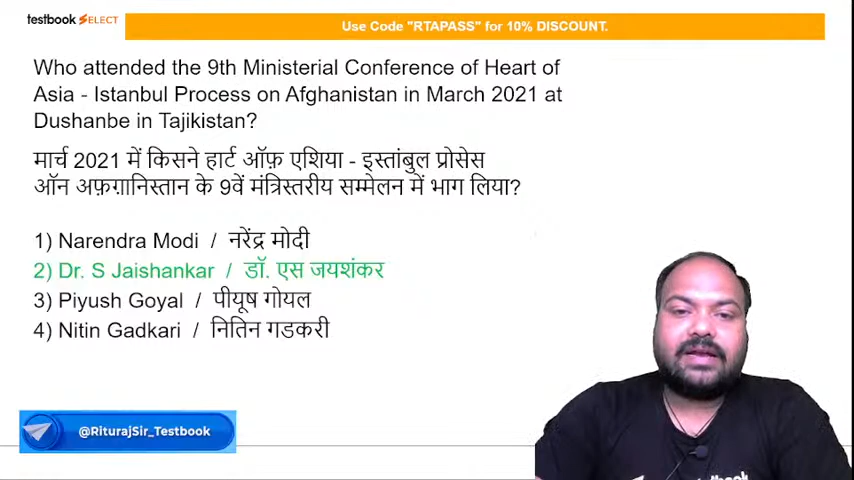 testbook SELECT
Use Code "RTAPASS" for 10% DISCOUNT.
Who attended the 9th Ministerial Conference of Heart of
Asia - Istanbul Process on Afghanistan in March 2021 at
Dushanbe in Tajikistan?
मार्च 2021 में किसने हार्ट ऑफ़ एशिया - इस्तांबुल प्रोसेस
ऑन अफ़ग़ानिस्तान के 9वें मंत्रिस्तरीय सम्मेलन में भाग लिया?
1) Narendra Modi / नरेंद्र मोदी
2) Dr. S Jaishankar / डॉ. एस जयशंकर
3) Piyush Goyal / पीयूष गोयल
4) Nitin Gadkari / नितिन गडकरी
@RiturajSir_Testbook